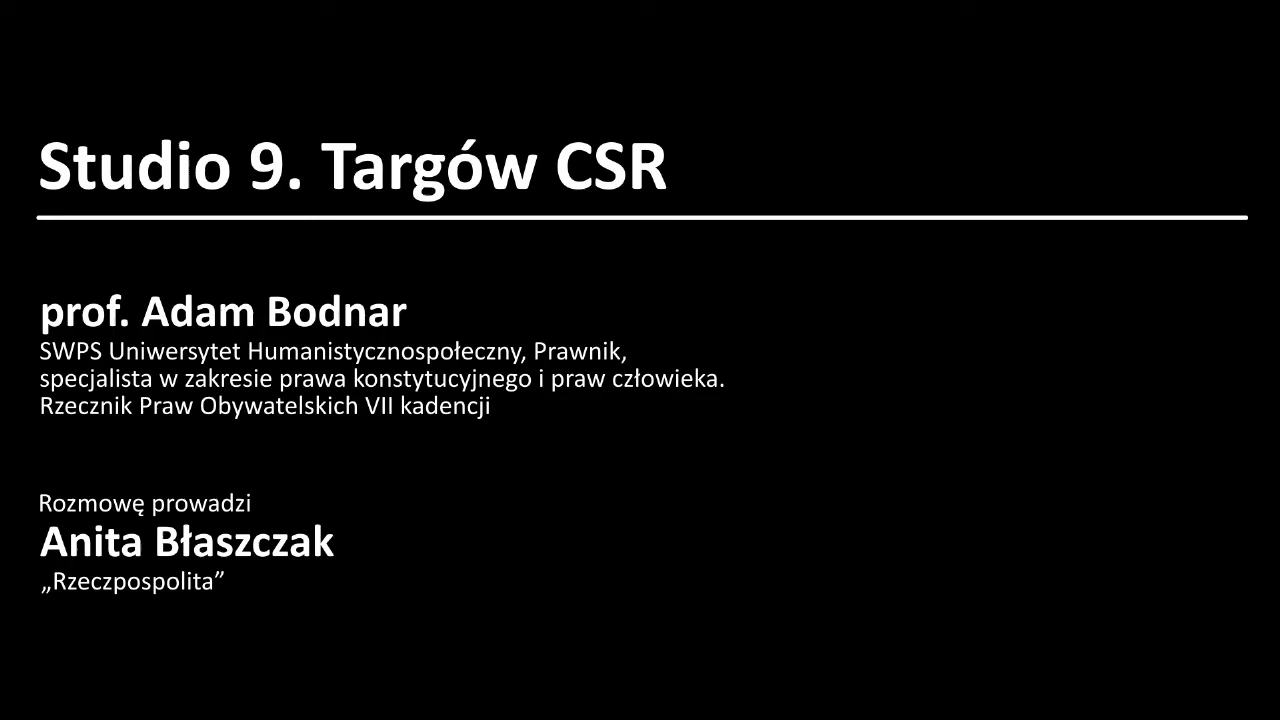 Studio 9. Targów CSR
prof. Adam Bodnar
SWPS Uniwersytet Humanistycznospołeczny, Prawnik,
specjalista w zakresie prawa konstytucyjnego i praw człowieka.
Rzecznik Praw Obywatelskich VII kadencji
Rozmowę prowadzi
Anita Błaszczak
„Rzeczpospolita”